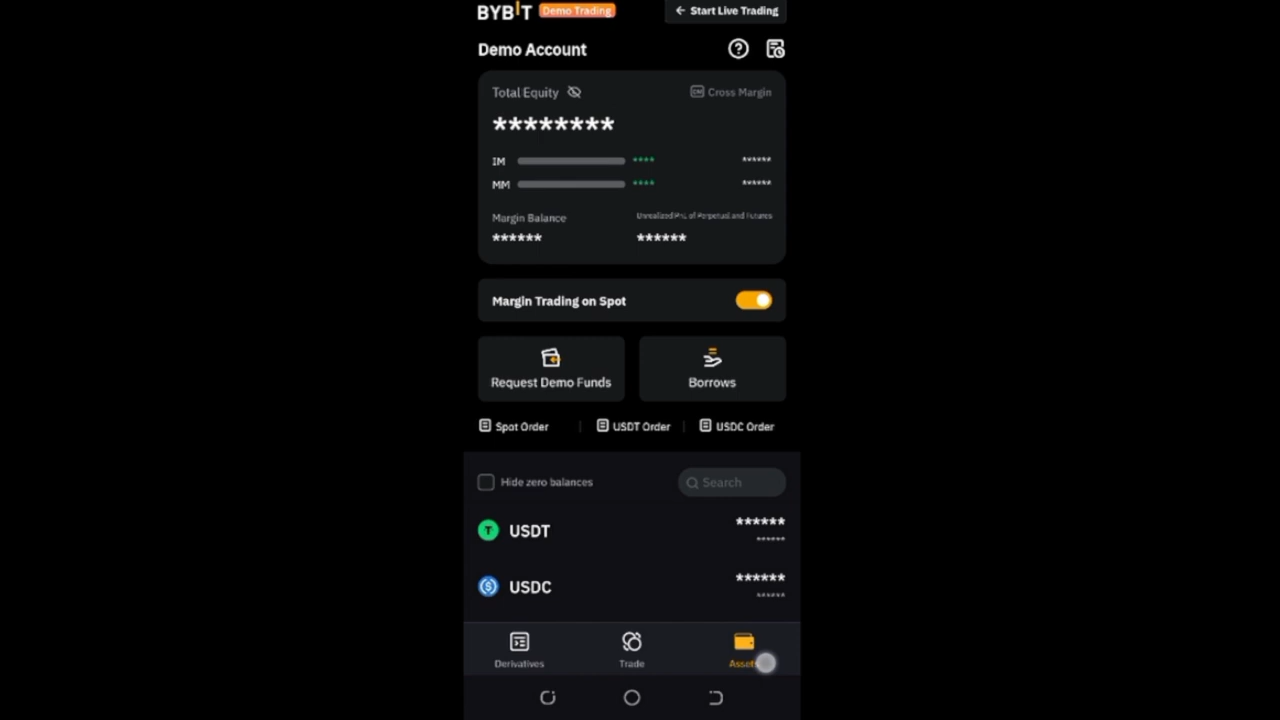 BYBIT Demo Trading ← Start Live Trading
Demo Account
Total Equity Cross Margin
********
IM **** ******
MM **** ******
Margin Balance Unrealized P&L of Perpetual and Futures
****** ******
Margin Trading on Spot
Request Demo Funds Borrows
Spot Order | USDT Order | USDC Order
Hide zero balances Search
USDT ******
******
USDC ******
******
Derivatives Trade Assets